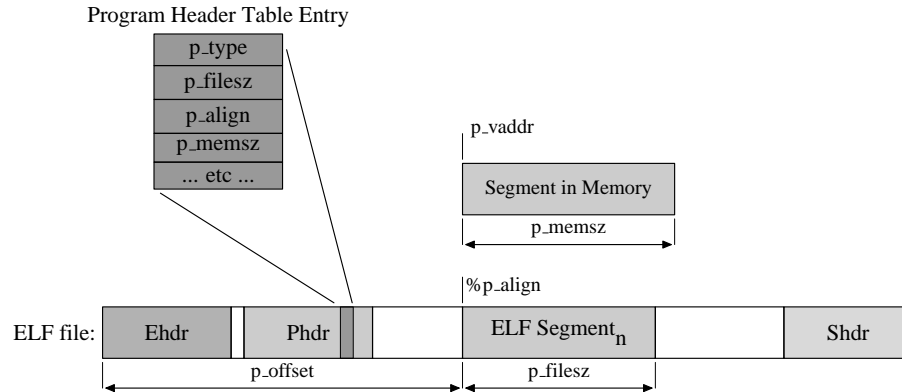 Program Header Table Entry
p_type
p_filesz
p_align
p_memsz
... etc ...
p_vaddr
Segment in Memory
p_memsz
%p_align
ELF file:
Ehdr
Phdr
ELF Segment_n
Shdr
p_offset
p_filesz